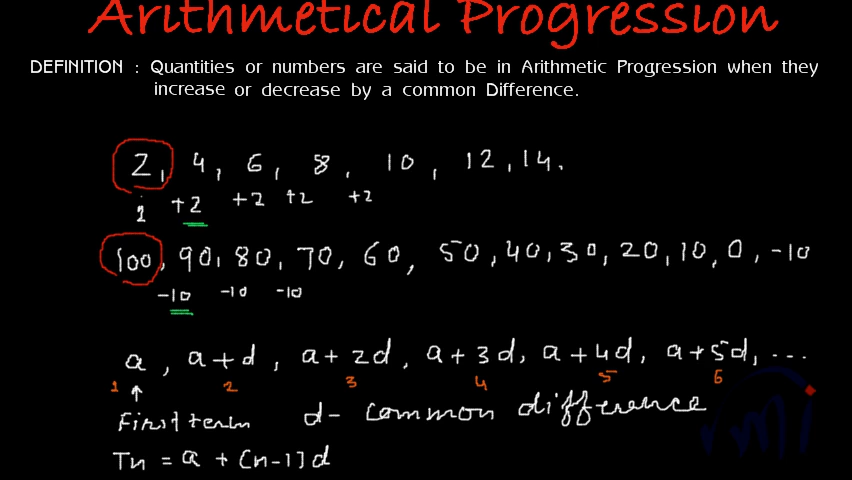 Arithmetical Progression
DEFINITION : Quantities or numbers are said to be in Arithmetic Progression when they
increase or decrease by a common Difference.
2, 4, 6, 8, 10, 12, 14.
1 +2 +2 +2 +2
100, 90, 80, 70, 60, 50, 40, 30, 20, 10, 0, -10
-10 -10 -10
a, a+d, a+2d, a+3d, a+4d, a+5d, ...
1 2 3 4 5 6
First term d- common difference
Tn = a + (n-1)d